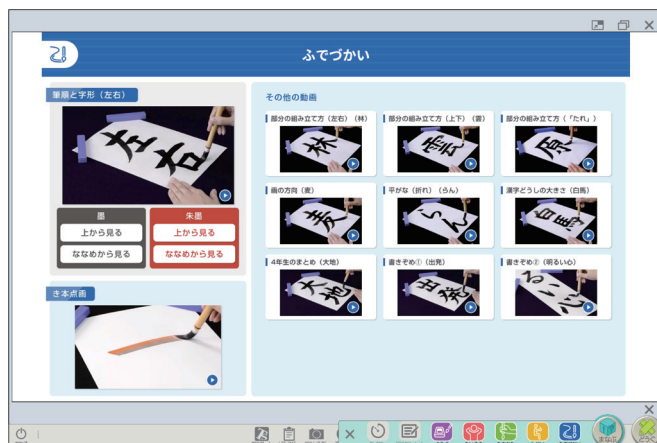 ふでづかい
筆順と字形（左右）
左右
墨
上から見る
ななめから見る
朱墨
上から見る
ななめから見る
き本点画
その他の動画
部分の組み立て方（左右）（林）
林
部分の組み立て方（上下）（雲）
雲
部分の組み立て方（「たれ」）
原
画の方向（麦）
麦
平がな（折れ）（らん）
らん
漢字どうしの大きさ（白馬）
白馬
4年生のまとめ（大地）
大地
書きぞめ①（出発）
出発
書きぞめ②（明るい心）
るい心